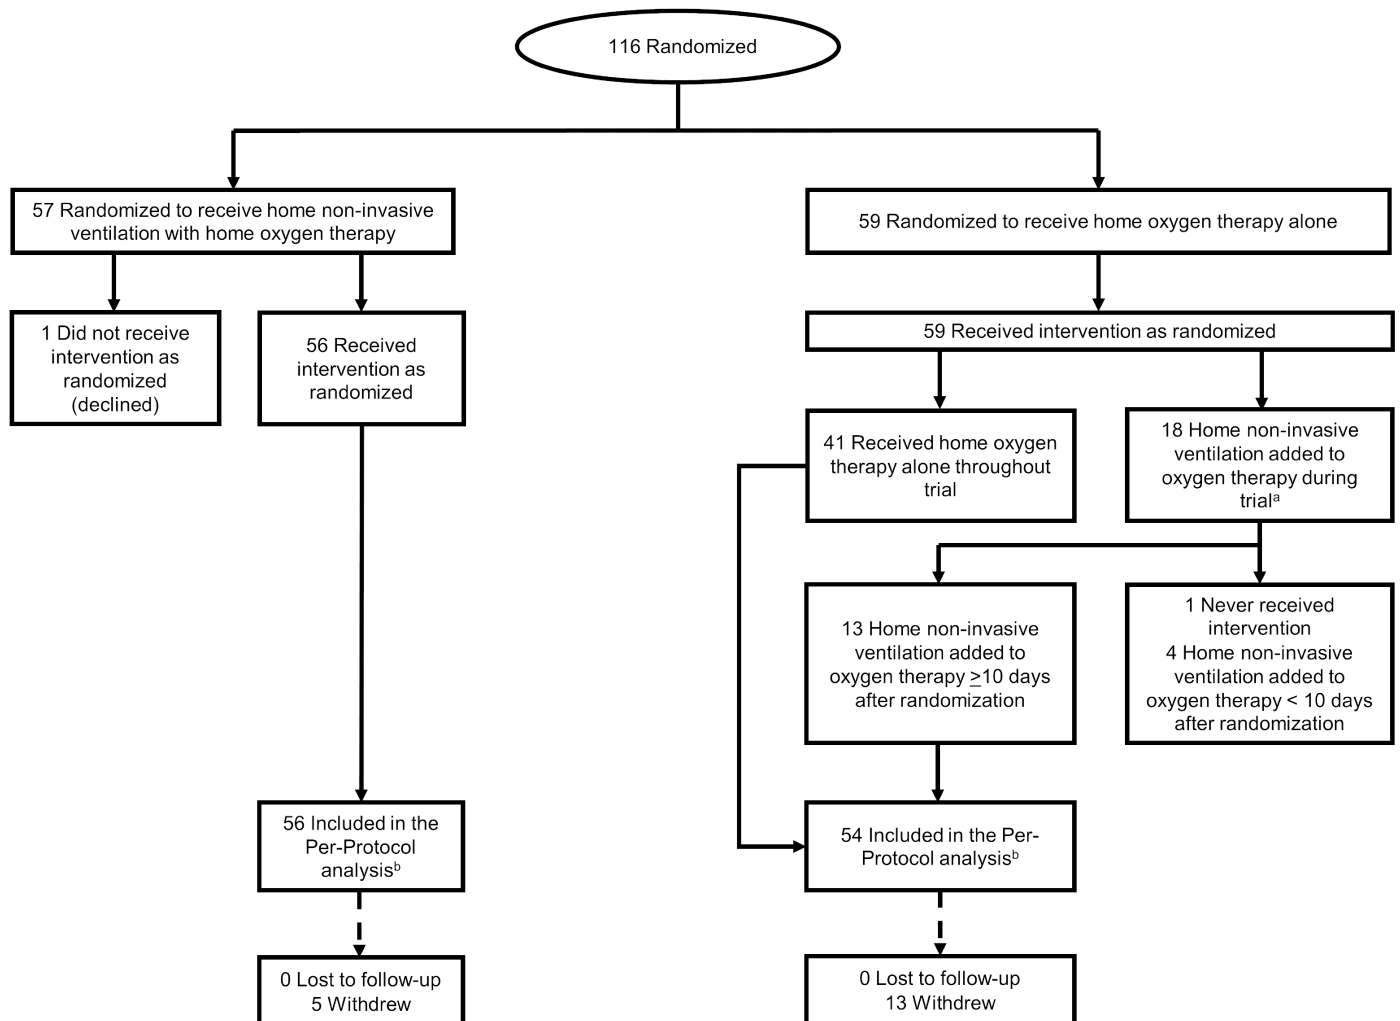 116 Randomized
57 Randomized to receive home non-invasive
ventilation with home oxygen therapy
59 Randomized to receive home oxygen therapy alone
1 Did not receive
intervention as
randomized
(declined)
56 Received
intervention as
randomized
59 Received intervention as randomized
41 Received home oxygen
therapy alone throughout
trial
18 Home non-invasive
ventilation added to
oxygen therapy during
trialᵃ
13 Home non-invasive
ventilation added to
oxygen therapy ≥10 days
after randomization
1 Never received
intervention
4 Home non-invasive
ventilation added to
oxygen therapy < 10 days
after randomization
56 Included in the
Per-Protocol
analysisᵇ
54 Included in the Per-
Protocol analysisᵇ
0 Lost to follow-up
5 Withdrew
0 Lost to follow-up
13 Withdrew